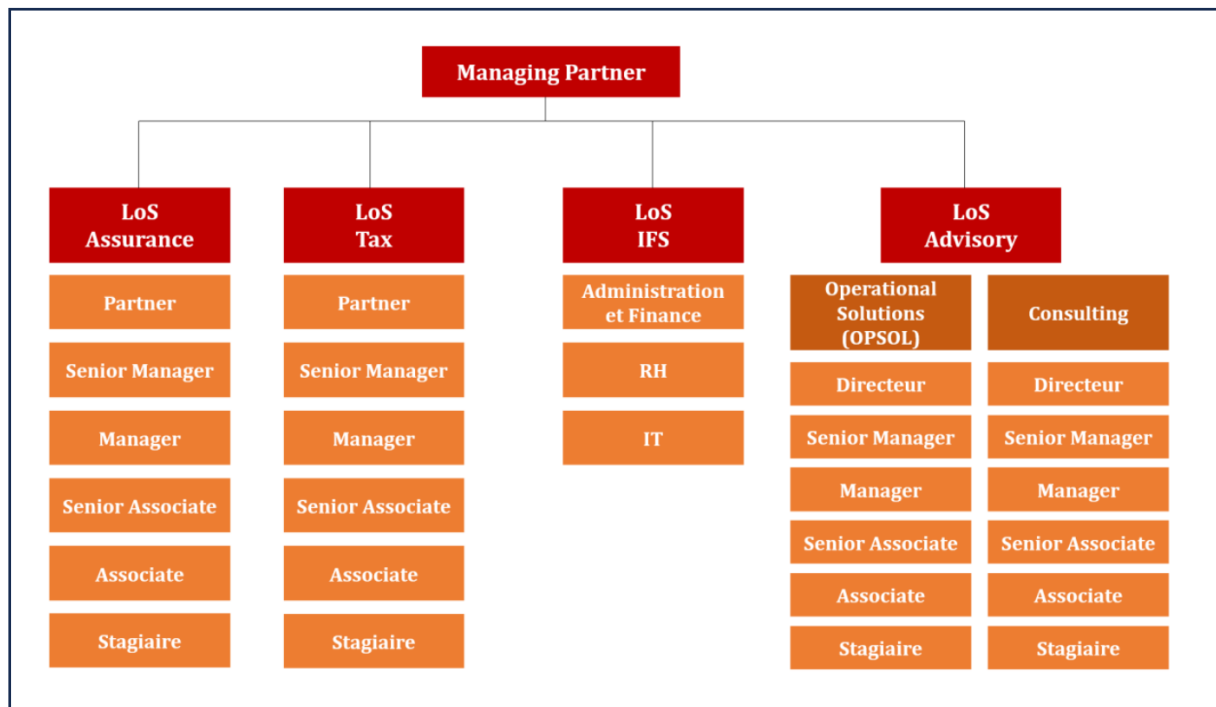 Managing Partner
LoS
Assurance
Partner
Senior Manager
Manager
Senior Associate
Associate
Stagiaire
LoS
Tax
Partner
Senior Manager
Manager
Senior Associate
Associate
Stagiaire
LoS
IFS
Administration
et Finance
RH
IT
LoS
Advisory
Operational
Solutions
(OPSOL)
Directeur
Senior Manager
Manager
Senior Associate
Associate
Stagiaire
Consulting
Directeur
Senior Manager
Manager
Senior Associate
Associate
Stagiaire